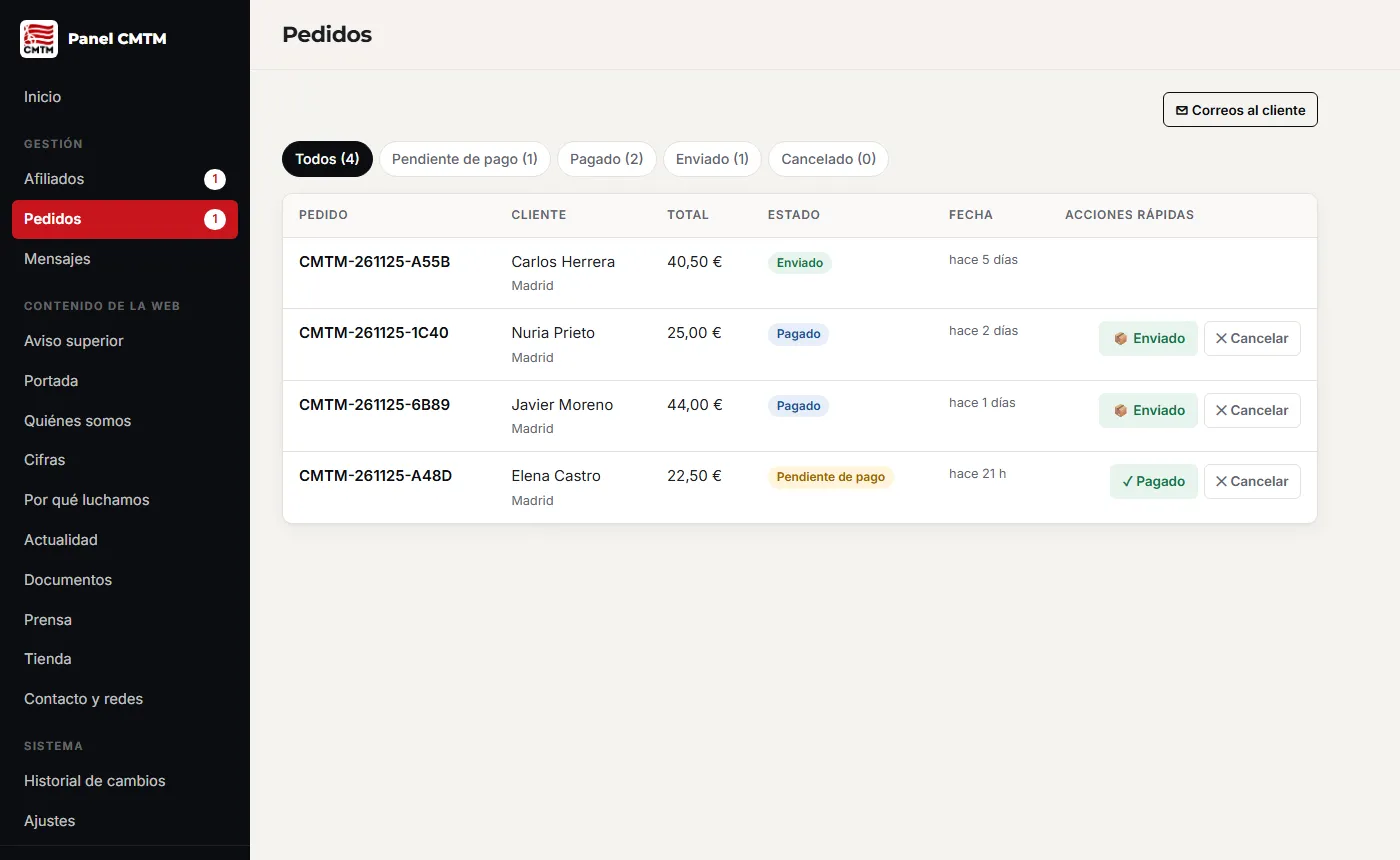 CMTM
Panel CMTM
Inicio
GESTIÓN
Afiliados 1
Pedidos 1
Mensajes
CONTENIDO DE LA WEB
Aviso superior
Portada
Quiénes somos
Cifras
Por qué luchamos
Actualidad
Documentos
Prensa
Tienda
Contacto y redes
SISTEMA
Historial de cambios
Ajustes
Pedidos
Correos al cliente
Todos (4) Pendiente de pago (1) Pagado (2) Enviado (1) Cancelado (0)
PEDIDO CLIENTE TOTAL ESTADO FECHA ACCIONES RÁPIDAS
CMTM-261125-A55B Carlos Herrera 40,50 € Enviado hace 5 días
Madrid
CMTM-261125-1C40 Nuria Prieto 25,00 € Pagado hace 2 días 📦 Enviado ✕ Cancelar
Madrid
CMTM-261125-6B89 Javier Moreno 44,00 € Pagado hace 1 días 📦 Enviado ✕ Cancelar
Madrid
CMTM-261125-A48D Elena Castro 22,50 € Pendiente de pago hace 21 h ✓ Pagado ✕ Cancelar
Madrid